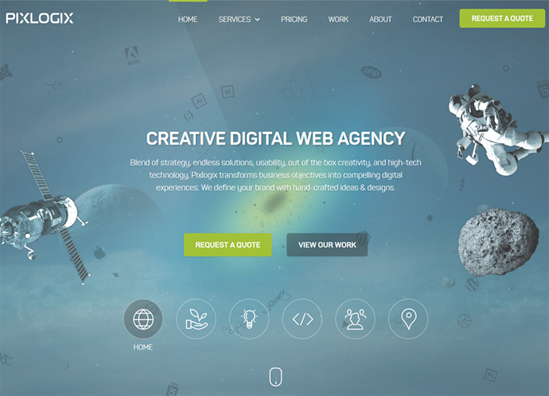 PIXLOGIX
HOME SERVICES PRICING WORK ABOUT CONTACT REQUEST A QUOTE
CREATIVE DIGITAL WEB AGENCY
Blend of strategy, endless solutions, usability, out of the box creativity, and high-tech
technology, Pixlogix transforms business objectives into compelling digital
experiences. We define your brand with hand-crafted ideas & designs.
REQUEST A QUOTE VIEW OUR WORK
HOME